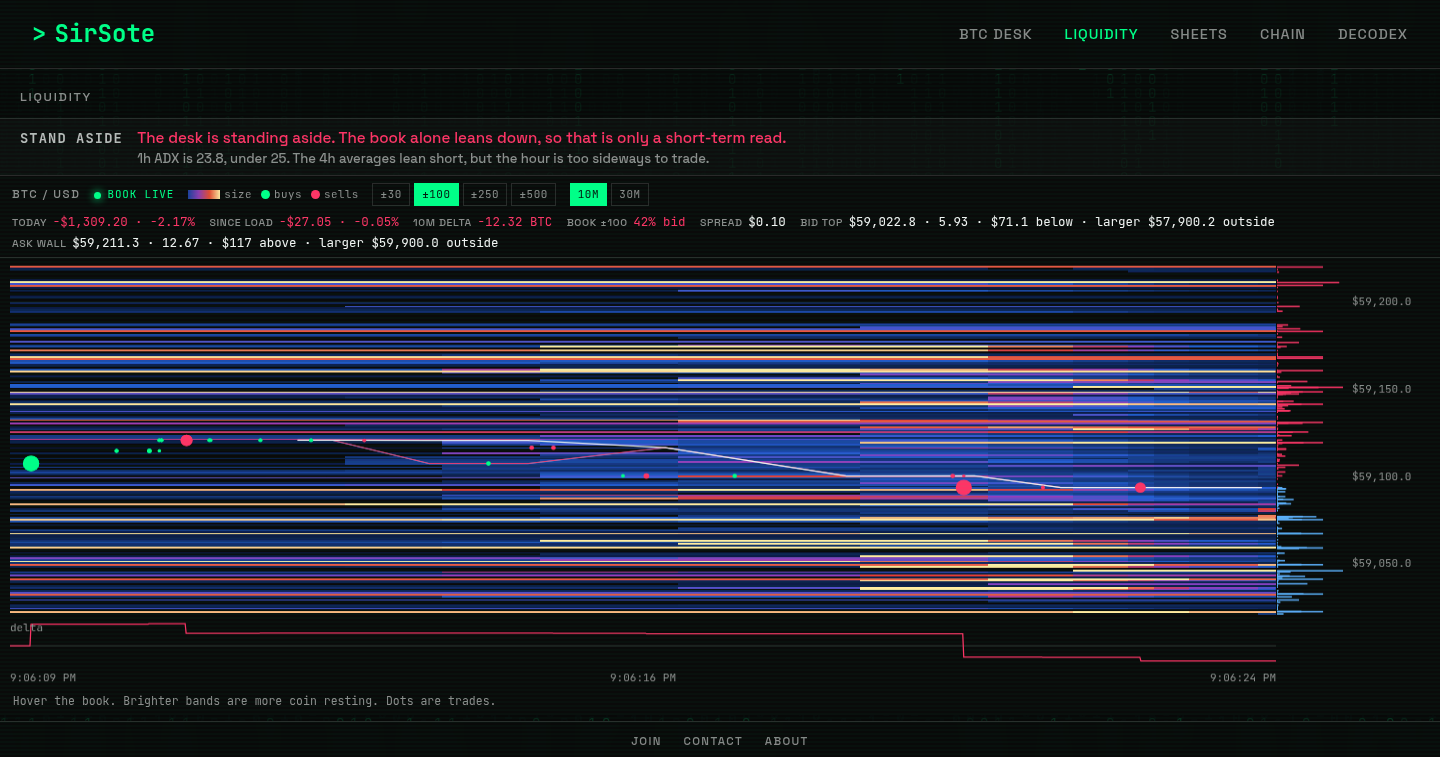 > SirSote
BTC DESK LIQUIDITY SHEETS CHAIN DECODEX
LIQUIDITY
STAND ASIDE The desk is standing aside. The book alone leans down, so that is only a short-term read.
1h ADX is 23.8, under 25. The 4h averages lean short, but the hour is too sideways to trade.
BTC / USD BOOK LIVE size buys sells ±30 ±100 ±250 ±500 10M 30M
TODAY -$1,309.20 · -2.17% SINCE LOAD -$27.05 · -0.05% 10M DELTA -12.32 BTC BOOK ±100 42% bid SPREAD $0.10 BID TOP $59,022.8 · 5.93 · $71.1 below · larger $57,900.2 outside
ASK WALL $59,211.3 · 12.67 · $117 above · larger $59,900.0 outside
$59,200.0
$59,150.0
$59,100.0
$59,050.0
delta
9:06:09 PM 9:06:16 PM 9:06:24 PM
Hover the book. Brighter bands are more coin resting. Dots are trades.
JOIN CONTACT ABOUT